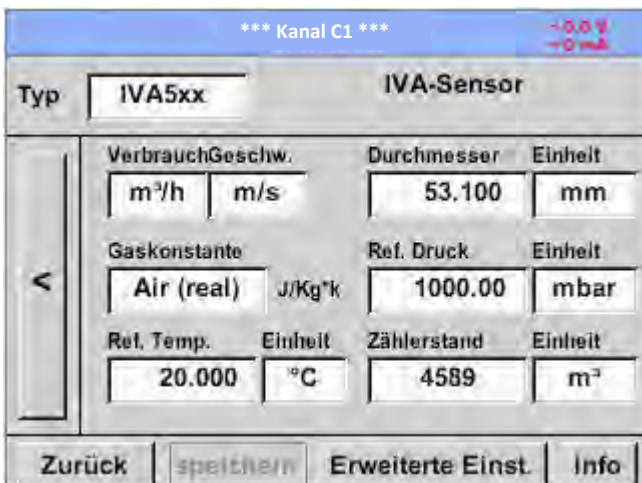 *** Kanal C1 ***
~0.0 V
~0 mA
Typ IVA5xx IVA-Sensor
VerbrauchGeschw. Durchmesser Einheit
m³/h m/s 53.100 mm
Gaskonstante Ref. Druck Einheit
< Air (real) J/Kg*k 1000.00 mbar
Ref. Temp. Einheit Zählerstand Einheit
20.000 °C 4589 m³
Zurück speichern Erweiterte Einst. Info